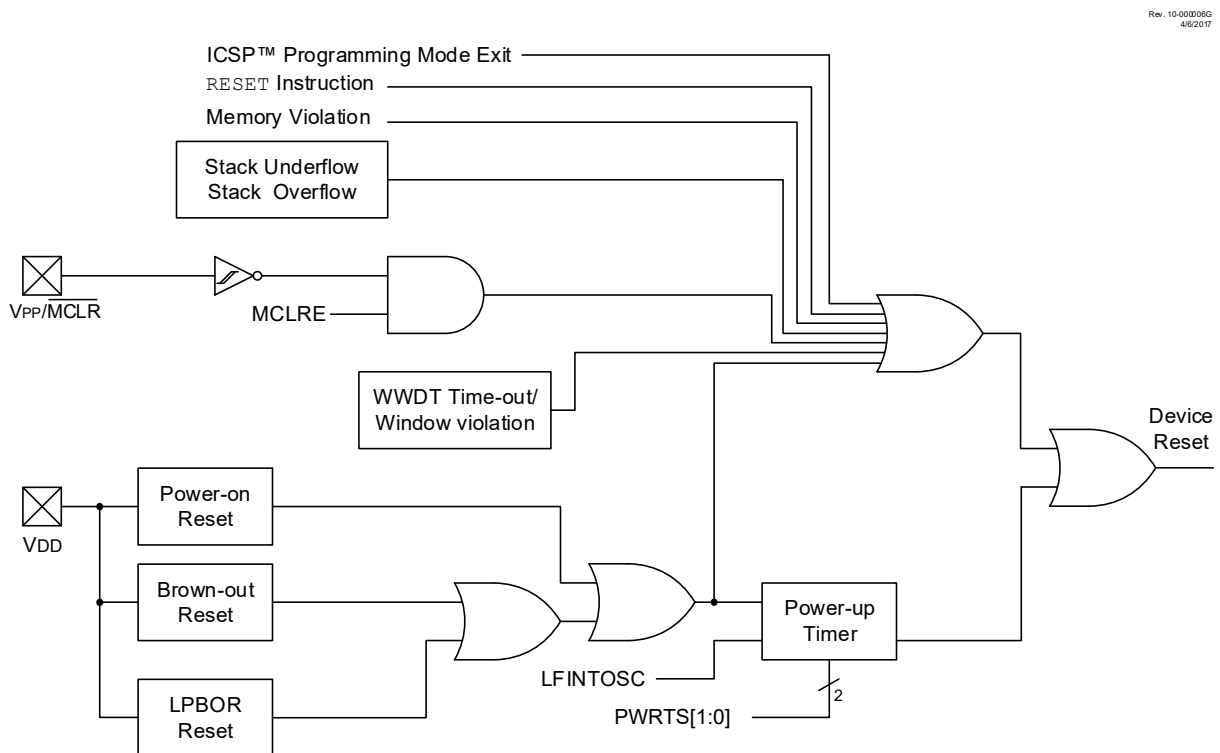 Rev. 10-000006G
4/6/2017
ICSP™ Programming Mode Exit
RESET Instruction
Memory Violation
Stack Underflow
Stack Overflow
VPP/MCLR
MCLRE
WWDT Time-out/
Window violation
Device
Reset
Power-on
Reset
VDD
Brown-out
Reset
Power-up
Timer
LFINTOSC
LPBOR
Reset
2
PWRTS[1:0]